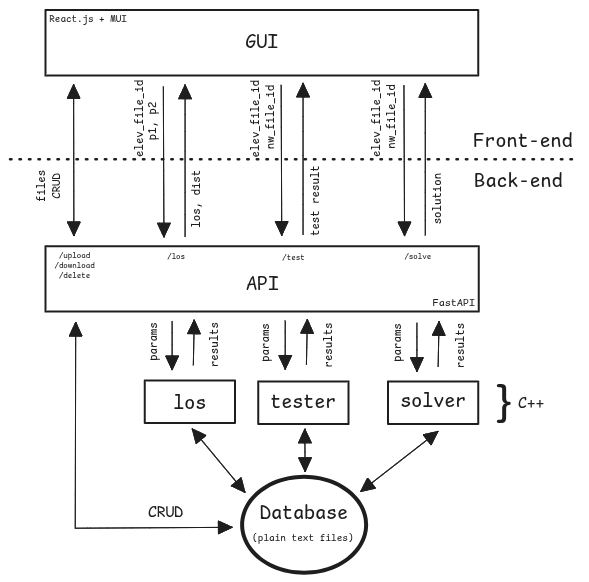 React.js + MUI
GUI
elev_file_id
p1, p2
elev_file_id
nw_file_id
elev_file_id
nw_file_id
Front-end
Back-end
files
CRUD
los, dist
test result
solution
/upload
/download
/delete
/los
/test
/solve
API
FastAPI
params
results
params
results
params
results
los
tester
solver
} C++
CRUD
Database
(plain text files)